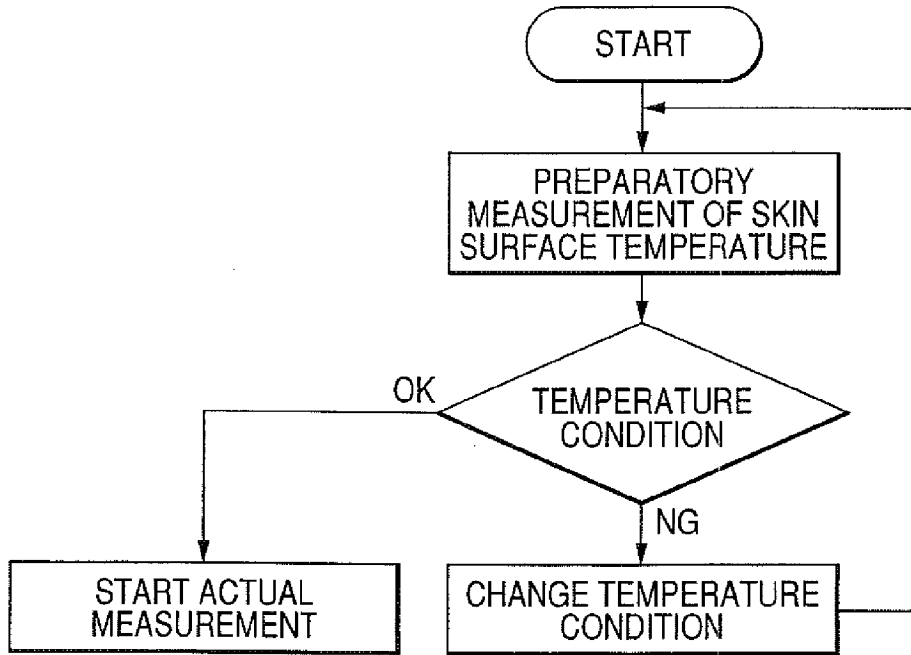 START
PREPARATORY
MEASUREMENT OF SKIN
SURFACE TEMPERATURE
OK
TEMPERATURE
CONDITION
NG
START ACTUAL
MEASUREMENT
CHANGE TEMPERATURE
CONDITION